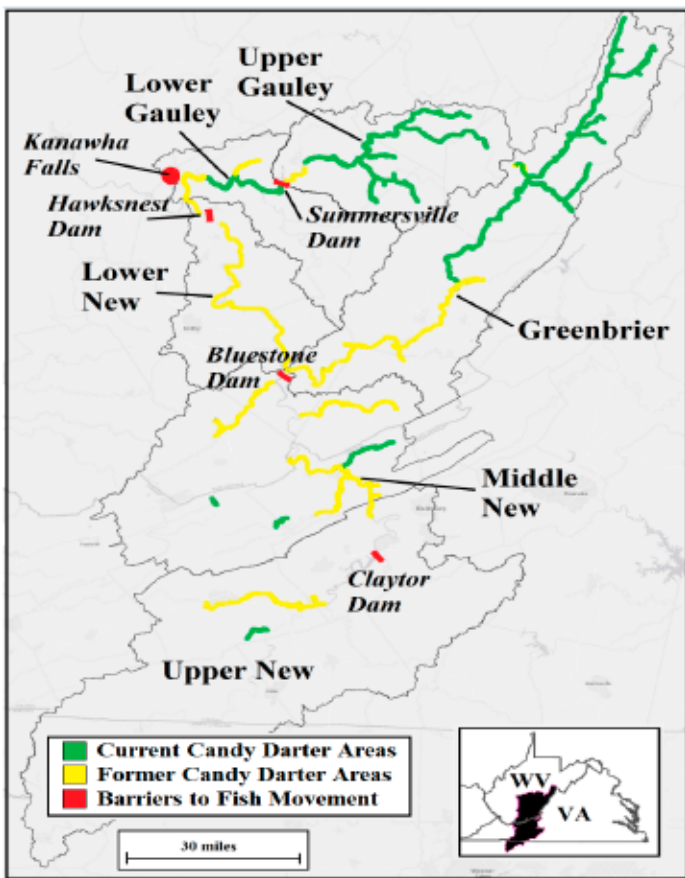 Upper
Gauley
Lower
Gauley
Kanawha
Falls
Hawksnest
Dam
Summersville
Dam
Lower
New
Greenbrier
Bluestone
Dam
Middle
New
Claytor
Dam
Upper New
Current Candy Darter Areas
Former Candy Darter Areas
Barriers to Fish Movement
30 miles
WV
VA